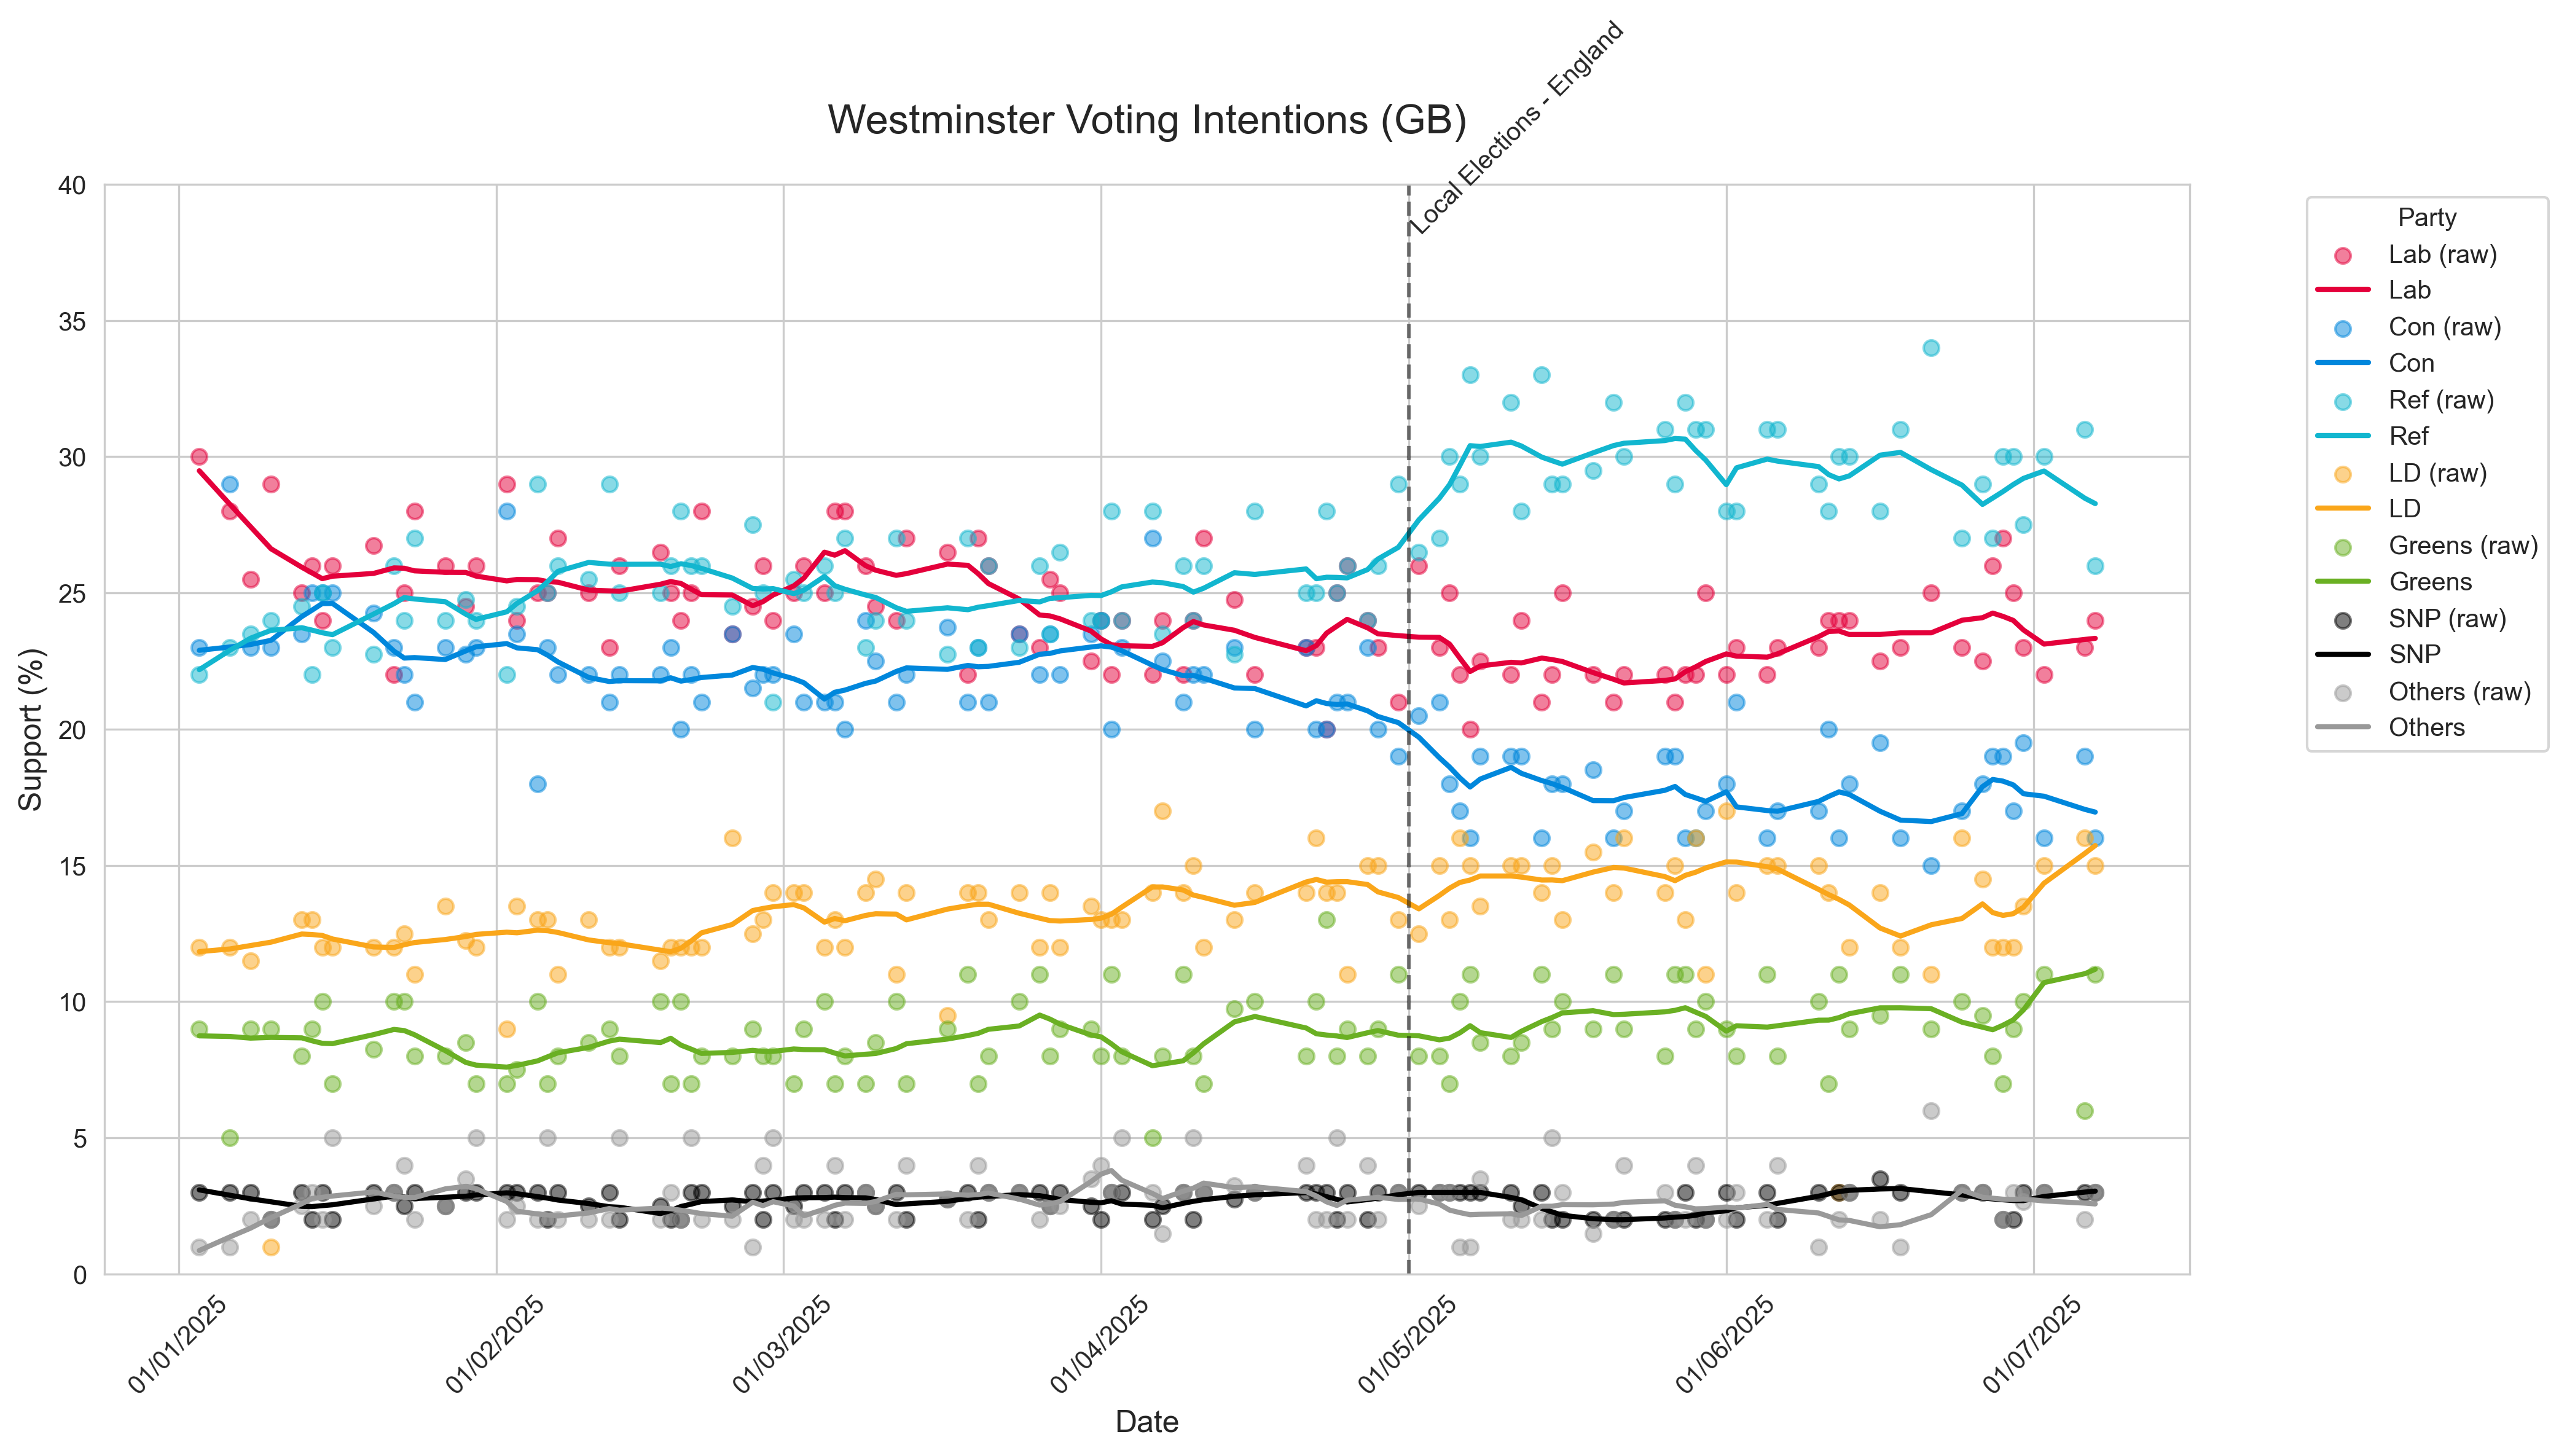 Local Elections - England
Westminster Voting Intentions (GB)
Support (%)
40
35
30
25
20
15
10
5
0
01/01/2025
01/02/2025
01/03/2025
01/04/2025
01/05/2025
01/06/2025
01/07/2025
Date
Party
Lab (raw)
Lab
Con (raw)
Con
Ref (raw)
Ref
LD (raw)
LD
Greens (raw)
Greens
SNP (raw)
SNP
Others (raw)
Others